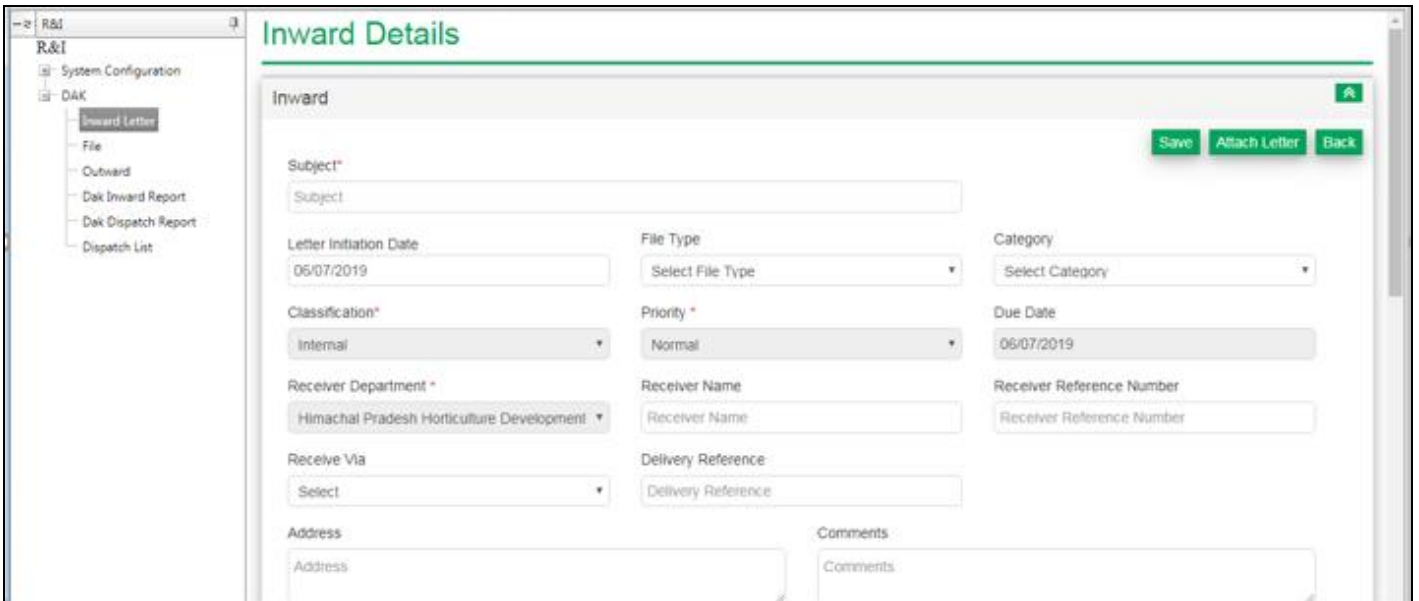 R&I
R&I
System Configuration
DAK
Inward Letter
File
Outward
Dak Inward Report
Dak Dispatch Report
Dispatch List
Inward Details
Inward
Save Attach Letter Back
Subject*
Subject
Letter Initiation Date File Type Category
06/07/2019 Select File Type Select Category
Classification* Priority * Due Date
Internal Normal 06/07/2019
Receiver Department * Receiver Name Receiver Reference Number
Himachal Pradesh Horticulture Development Receiver Name Receiver Reference Number
Receive Via Delivery Reference
Select Delivery Reference
Address Comments
Address Comments